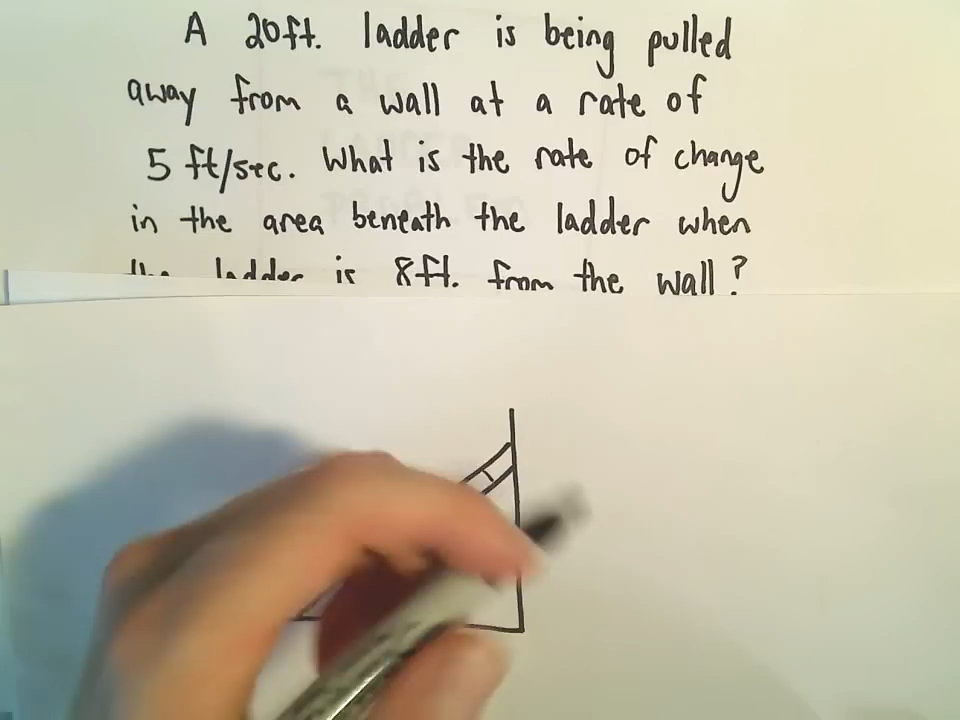 A 20ft. ladder is being pulled
away from a wall at a rate of
5 ft/sec. What is the rate of change
in the area beneath the ladder when
the ladder is 8ft. from the wall?